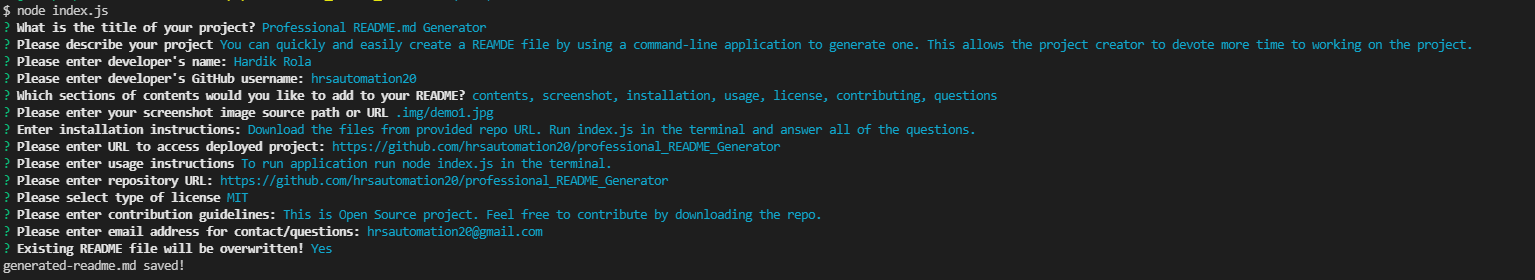 $ node index.js
? What is the title of your project? Professional README.md Generator
? Please describe your project You can quickly and easily create a REAMDE file by using a command-line application to generate one. This allows the project creator to devote more time to working on the project.
? Please enter developer's name: Hardik Rola
? Please enter developer's GitHub username: hrsautomation20
? Which sections of contents would you like to add to your README? contents, screenshot, installation, usage, license, contributing, questions
? Please enter your screenshot image source path or URL .img/demo1.jpg
? Enter installation instructions: Download the files from provided repo URL. Run index.js in the terminal and answer all of the questions.
? Please enter URL to access deployed project: https://github.com/hrsautomation20/professional_README_Generator
? Please enter usage instructions To run application run node index.js in the terminal.
? Please enter repository URL: https://github.com/hrsautomation20/professional_README_Generator
? Please select type of license MIT
? Please enter contribution guidelines: This is Open Source project. Feel free to contribute by downloading the repo.
? Please enter email address for contact/questions: hrsautomation20@gmail.com
? Existing README file will be overwritten! Yes
generated-readme.md saved!